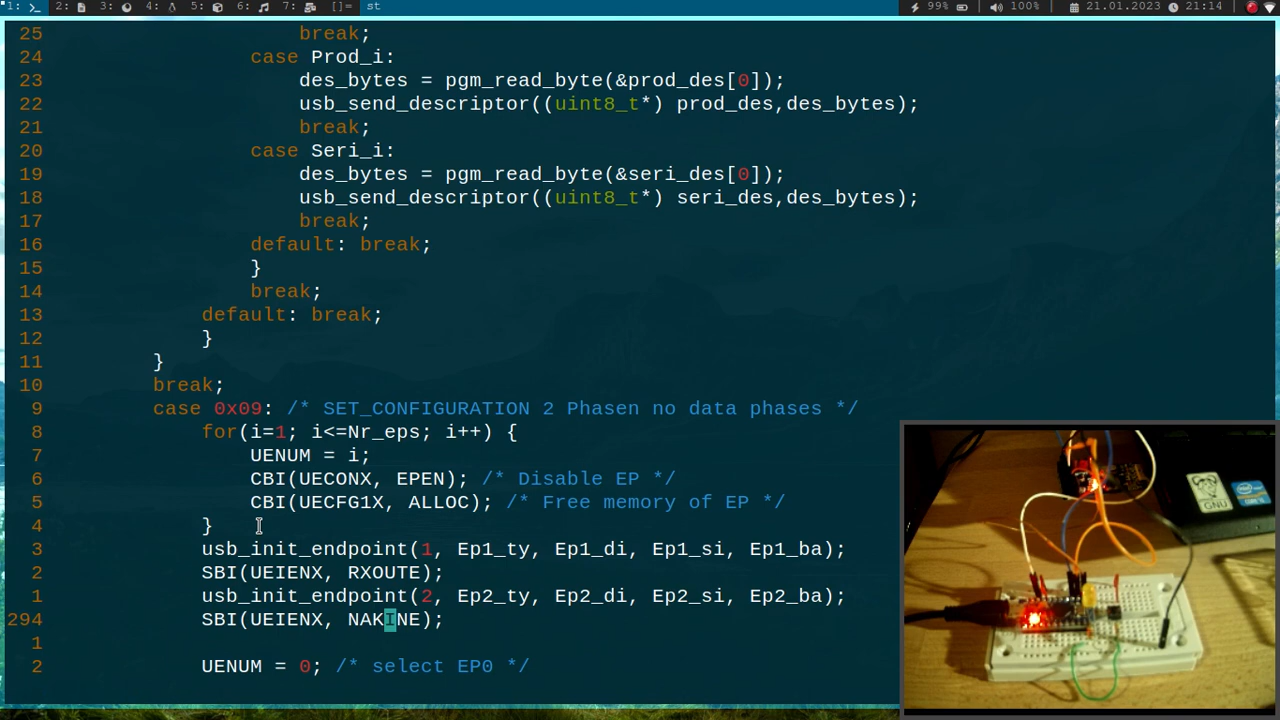 1: 2: 3: 4: 5: 6: 7: []= st 99% 100% 21.01.2023 21:14
25 break;
24 case Prod_i:
23 des_bytes = pgm_read_byte(&prod_des[0]);
22 usb_send_descriptor((uint8_t*) prod_des,des_bytes);
21 break;
20 case Seri_i:
19 des_bytes = pgm_read_byte(&seri_des[0]);
18 usb_send_descriptor((uint8_t*) seri_des,des_bytes);
17 break;
16 default: break;
15 }
14 break;
13 default: break;
12 }
11 }
10 break;
9 case 0x09: /* SET_CONFIGURATION 2 Phasen no data phases */
8 for(i=1; i<=Nr_eps; i++) {
7 UENUM = i;
6 CBI(UECONX, EPEN); /* Disable EP */
5 CBI(UECFG1X, ALLOC); /* Free memory of EP */
4 }
3 usb_init_endpoint(1, Ep1_ty, Ep1_di, Ep1_si, Ep1_ba);
2 SBI(UEIENX, RXOUTE);
1 usb_init_endpoint(2, Ep2_ty, Ep2_di, Ep2_si, Ep2_ba);
294 SBI(UEIENX, NAKINE);
1
2 UENUM = 0; /* select EP0 */
GNU
intel